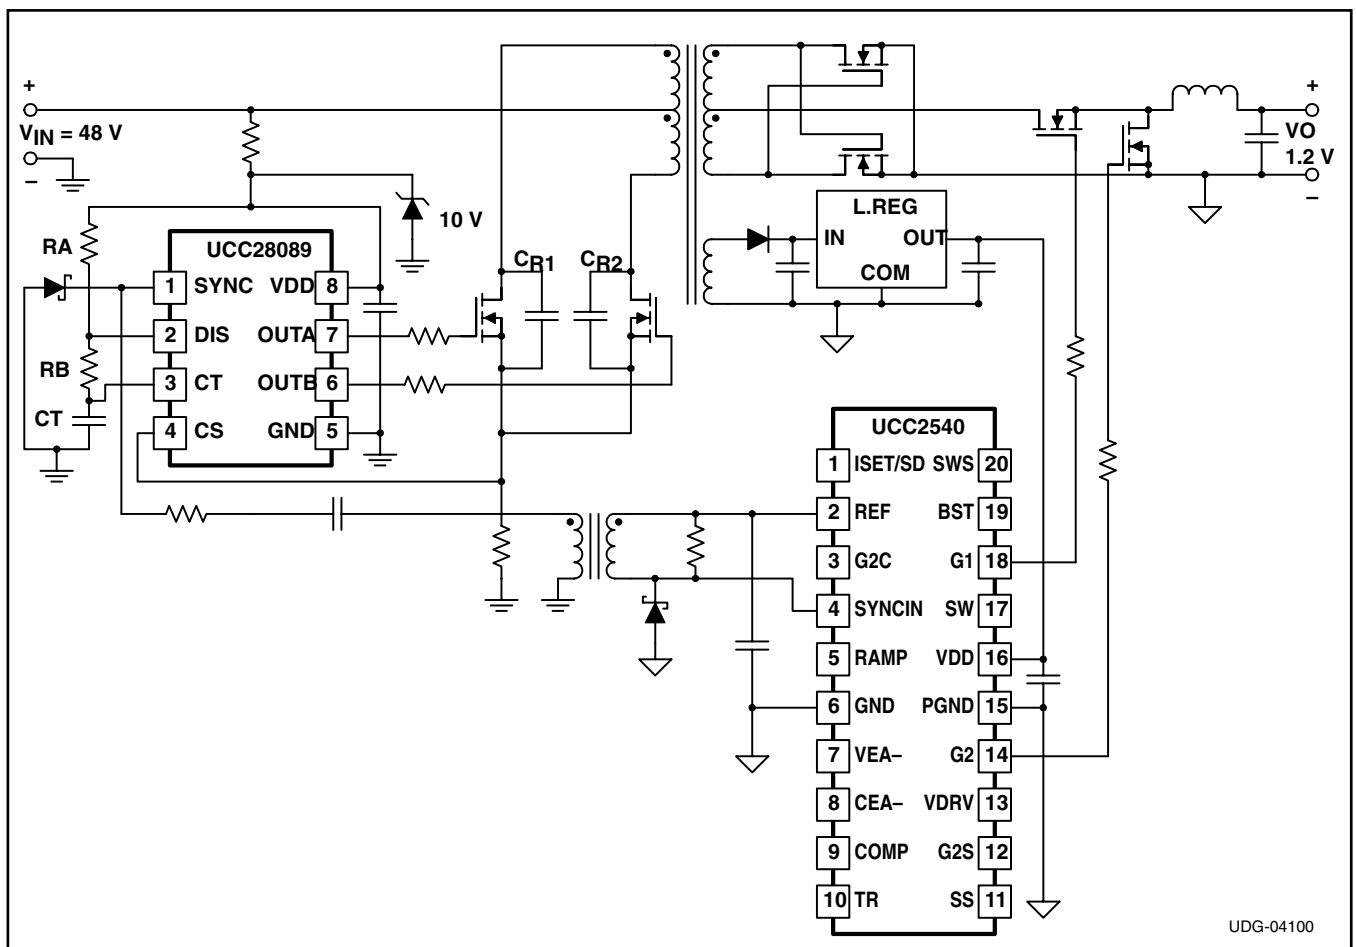 +
VIN = 48 V
–
10 V
RA
RB
CT
UCC28089
1 SYNC VDD 8
2 DIS OUTA 7
3 CT OUTB 6
4 CS GND 5
CR1
CR2
L.REG
IN OUT
COM
+
VO
1.2 V
–
UCC2540
1 ISET/SD SWS 20
2 REF BST 19
3 G2C G1 18
4 SYNCIN SW 17
5 RAMP VDD 16
6 GND PGND 15
7 VEA– G2 14
8 CEA– VDRV 13
9 COMP G2S 12
10 TR SS 11
UDG-04100